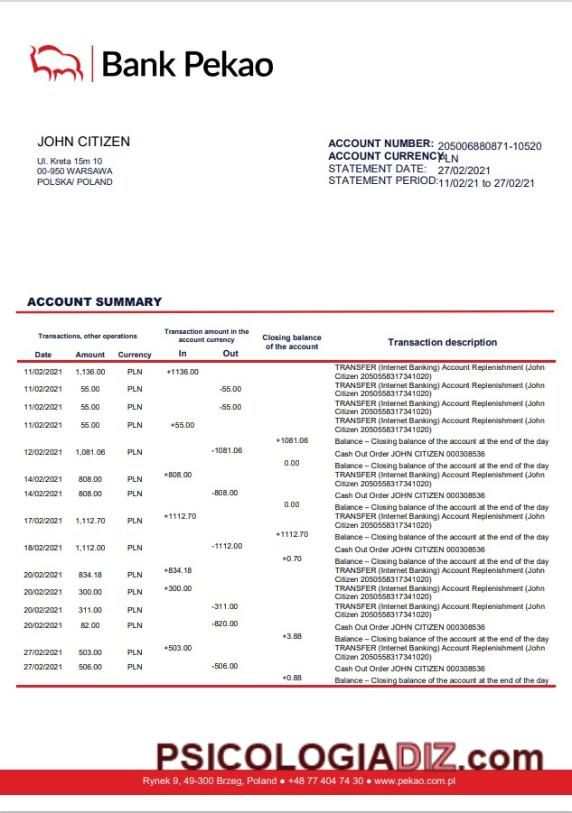 Bank Pekao
JOHN CITIZEN
Ul. Kreta 15m 10
00-950 WARSAWA
POLSKA/ POLAND
ACCOUNT NUMBER: 205006880871-10520
ACCOUNT CURRENCY: PLN
STATEMENT DATE: 27/02/2021
STATEMENT PERIOD: 11/02/21 to 27/02/21
ACCOUNT SUMMARY
Transactions, other operations
Transaction amount in the
account currency
Closing balance
of the account
Transaction description
Date Amount Currency In Out
11/02/2021 1,136.00 PLN +1136.00 TRANSFER (Internet Banking) Account Replenishment (John
Citizen 2050558317341020)
11/02/2021 55.00 PLN -55.00 TRANSFER (Internet Banking) Account Replenishment (John
Citizen 2050558317341020)
11/02/2021 55.00 PLN -55.00 TRANSFER (Internet Banking) Account Replenishment (John
Citizen 2050558317341020)
11/02/2021 55.00 PLN +55.00 TRANSFER (Internet Banking) Account Replenishment (John
Citizen 2050558317341020)
+1081.06 Balance – Closing balance of the account at the end of the day
12/02/2021 1,081.06 PLN -1081.06 Cash Out Order JOHN CITIZEN 000308536
0.00 Balance – Closing balance of the account at the end of the day
14/02/2021 808.00 PLN +808.00 TRANSFER (Internet Banking) Account Replenishment (John
Citizen 2050558317341020)
14/02/2021 808.00 PLN -808.00 Cash Out Order JOHN CITIZEN 000308536
0.00 Balance – Closing balance of the account at the end of the day
17/02/2021 1,112.70 PLN +1112.70 TRANSFER (Internet Banking) Account Replenishment (John
Citizen 2050558317341020)
+1112.70 Balance – Closing balance of the account at the end of the day
18/02/2021 1,112.00 PLN -1112.00 Cash Out Order JOHN CITIZEN 000308536
+0.70 Balance – Closing balance of the account at the end of the day
20/02/2021 834.18 PLN +834.18 TRANSFER (Internet Banking) Account Replenishment (John
Citizen 2050558317341020)
20/02/2021 300.00 PLN +300.00 TRANSFER (Internet Banking) Account Replenishment (John
Citizen 2050558317341020)
20/02/2021 311.00 PLN -311.00 TRANSFER (Internet Banking) Account Replenishment (John
Citizen 2050558317341020)
20/02/2021 82.00 PLN -820.00 Cash Out Order JOHN CITIZEN 000308536
+3.88 Balance – Closing balance of the account at the end of the day
27/02/2021 503.00 PLN +503.00 TRANSFER (Internet Banking) Account Replenishment (John
Citizen 2050558317341020)
27/02/2021 506.00 PLN -506.00 Cash Out Order JOHN CITIZEN 000308536
+0.88 Balance – Closing balance of the account at the end of the day
PSICOLOGIADIZ.com
Rynek 9, 49-300 Brzeg, Poland ● +48 77 404 74 30 ● www.pekao.com.pl